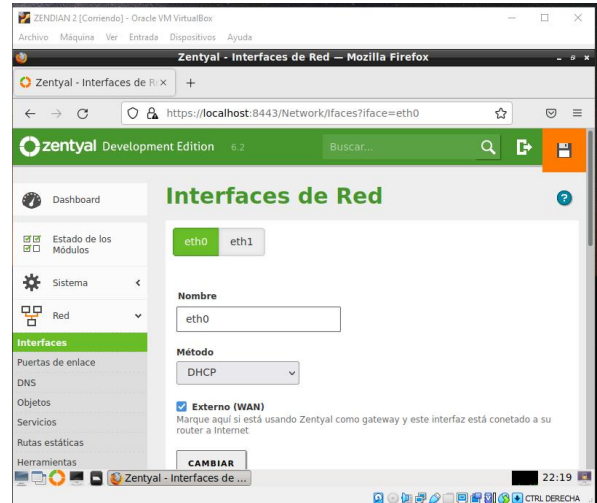 ZENDIAN 2 [Corriendo] - Oracle VM VirtualBox
Archivo Máquina Ver Entrada Dispositivos Ayuda
Zentyal - Interfaces de Red — Mozilla Firefox
Zentyal - Interfaces de R
https://localhost:8443/Network/Ifaces?iface=eth0
zentyal Development Edition 6.2
Buscar...
Interfaces de Red
Dashboard
Estado de los
Módulos
Sistema
Red
Interfaces
Puertas de enlace
DNS
Objetos
Servicios
Rutas estáticas
Herramientas
eth0 eth1
Nombre
eth0
Método
DHCP
Externo (WAN)
Marque aquí si está usando Zentyal como gateway y este interfaz está conetado a su
router a Internet
CAMBIAR
Zentyal - Interfaces de ...
22:19
CTRL DERECHA